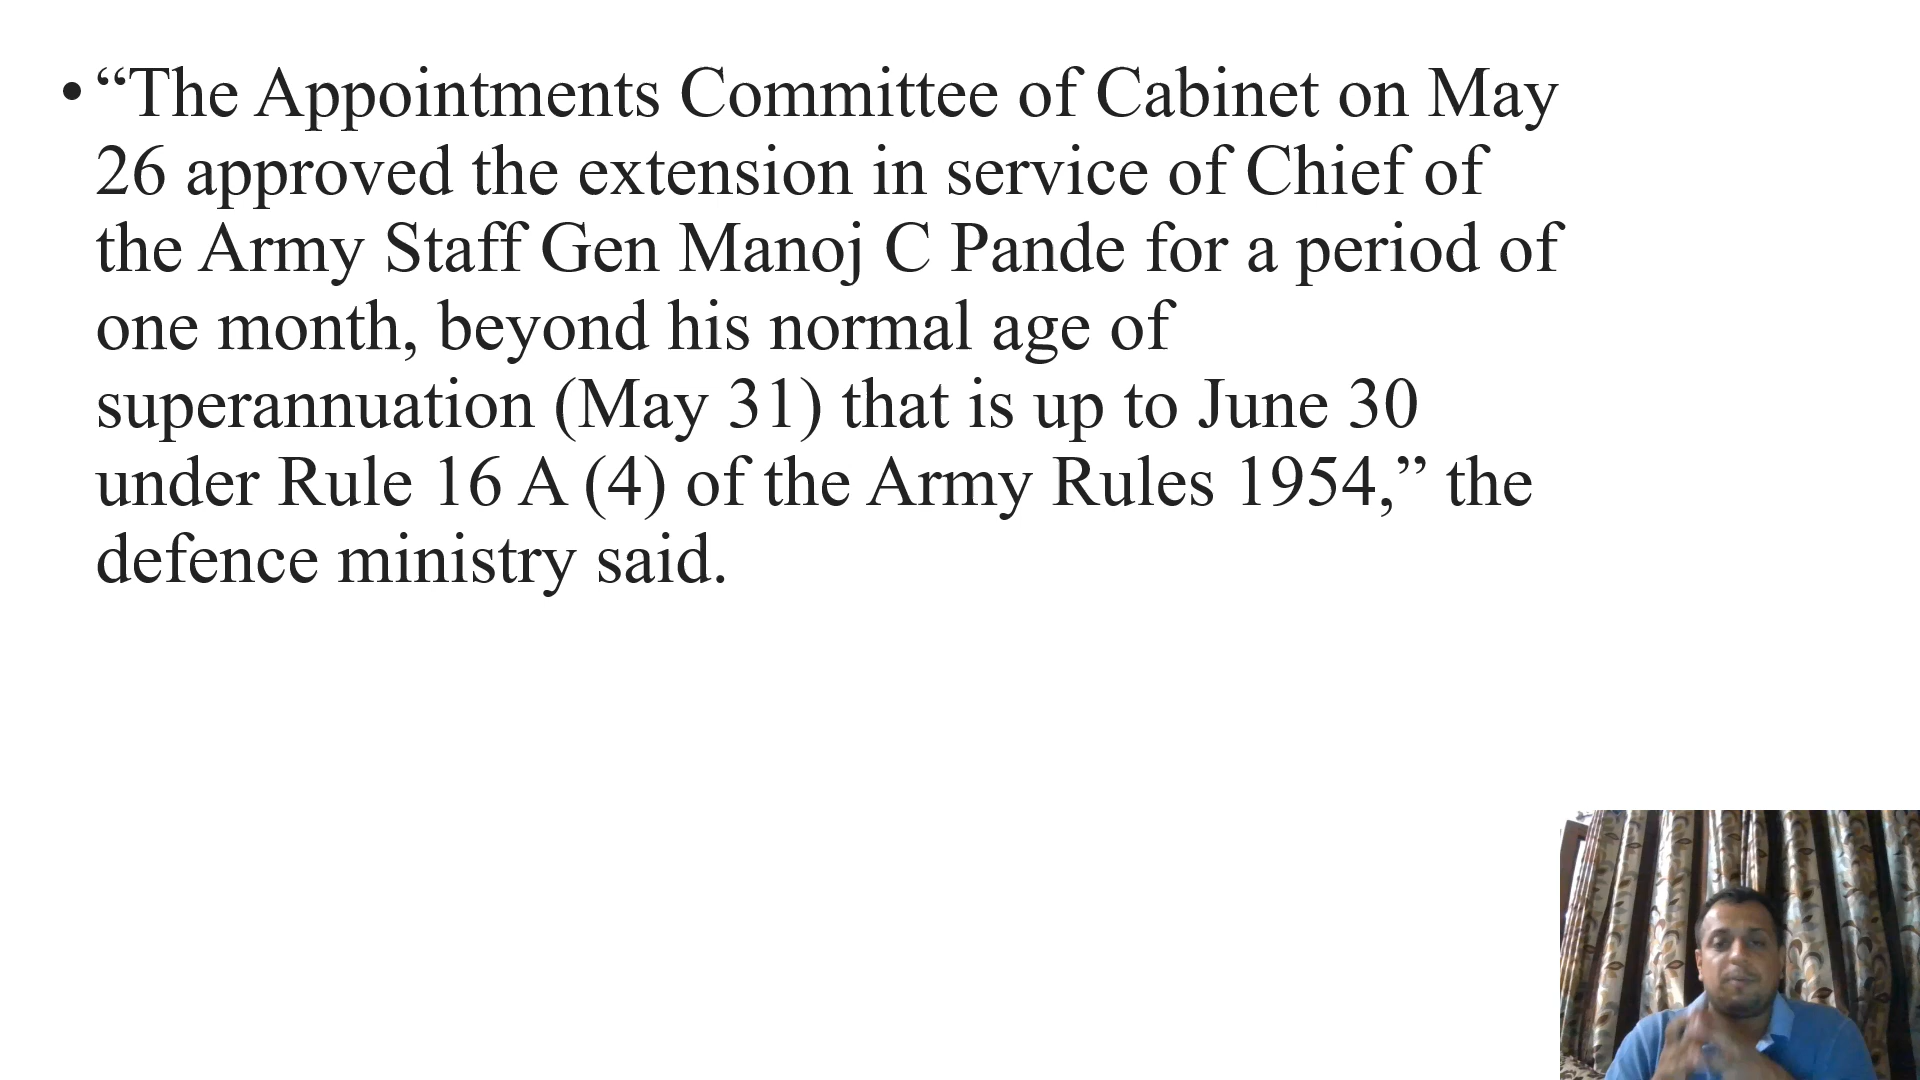 • “The Appointments Committee of Cabinet on May
26 approved the extension in service of Chief of
the Army Staff Gen Manoj C Pande for a period of
one month, beyond his normal age of
superannuation (May 31) that is up to June 30
under Rule 16 A (4) of the Army Rules 1954,” the
defence ministry said.